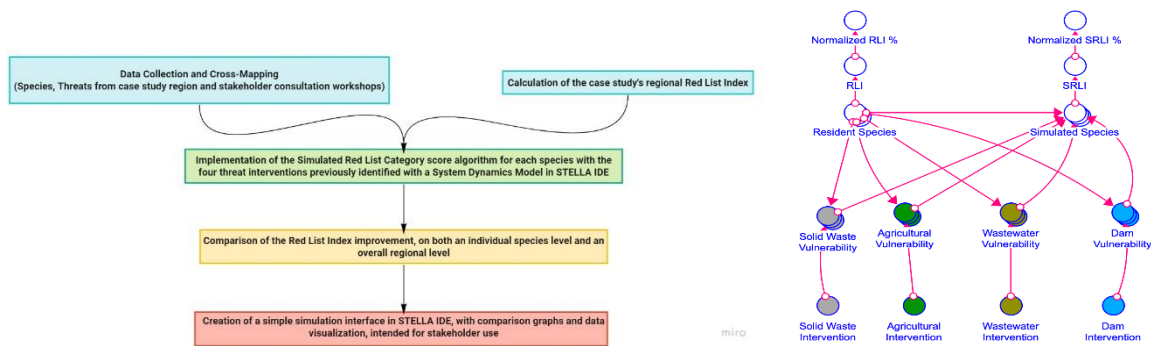 Data Collection and Cross-Mapping
(Species, Threats from case study region and stakeholder consultation workshops)
Calculation of the case study's regional Red List Index
Implementation of the Simulated Red List Category score algorithm for each species with the
four threat interventions previously identified with a System Dynamics Model in STELLA IDE
Comparison of the Red List Index improvement, on both an individual species level and an
overall regional level
Creation of a simple simulation interface in STELLA IDE, with comparison graphs and data
visualization, intended for stakeholder use
miro
Normalized RLI %
Normalized SRLI %
RLI
SRLI
Resident Species
Simulated Species
Solid Waste
Vulnerability
Agricultural
Vulnerability
Wastewater
Vulnerability
Dam
Vulnerability
Solid Waste
Intervention
Agricultural
Intervention
Wastewater
Intervention
Dam
Intervention